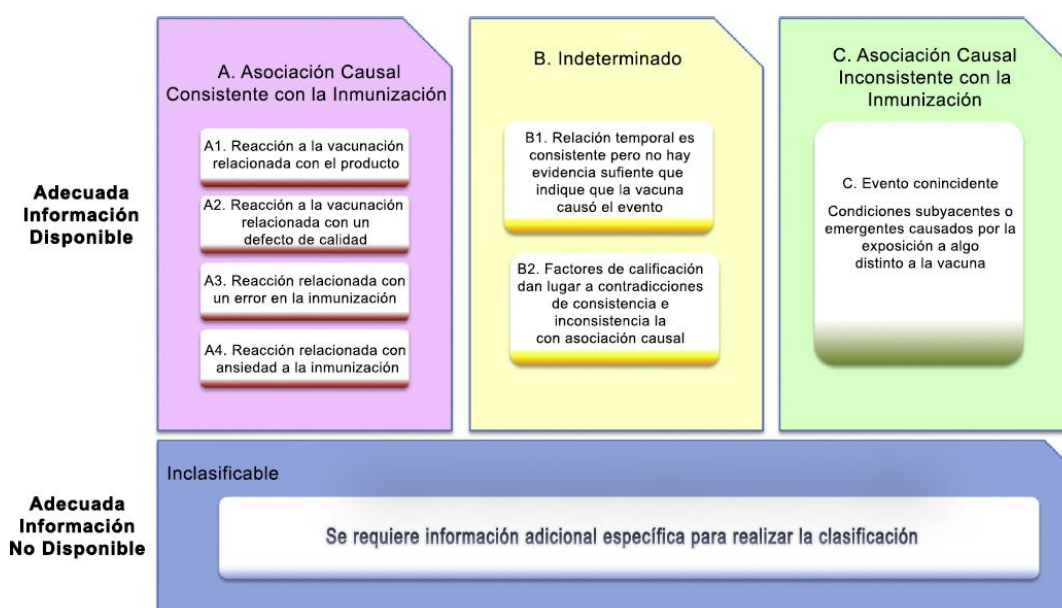 Adecuada
Información
Disponible
A. Asociación Causal
Consistente con la Inmunización
A1. Reacción a la vacunación
relacionada con el producto
A2. Reacción a la vacunación
relacionada con un
defecto de calidad
A3. Reacción relacionada con
un error en la inmunización
A4. Reacción relacionada con
ansiedad a la inmunización
B. Indeterminado
B1. Relación temporal es
consistente pero no hay
evidencia sufiente que
indique que la vacuna
causó el evento
B2. Factores de calificación
dan lugar a contradicciones
de consistencia e
inconsistencia la
con asociación causal
C. Asociación Causal
Inconsistente con la
Inmunización
C. Evento conincidente
Condiciones subyacentes o
emergentes causados por la
exposición a algo
distinto a la vacuna
Adecuada
Información
No Disponible
Inclasificable
Se requiere información adicional específica para realizar la clasificación